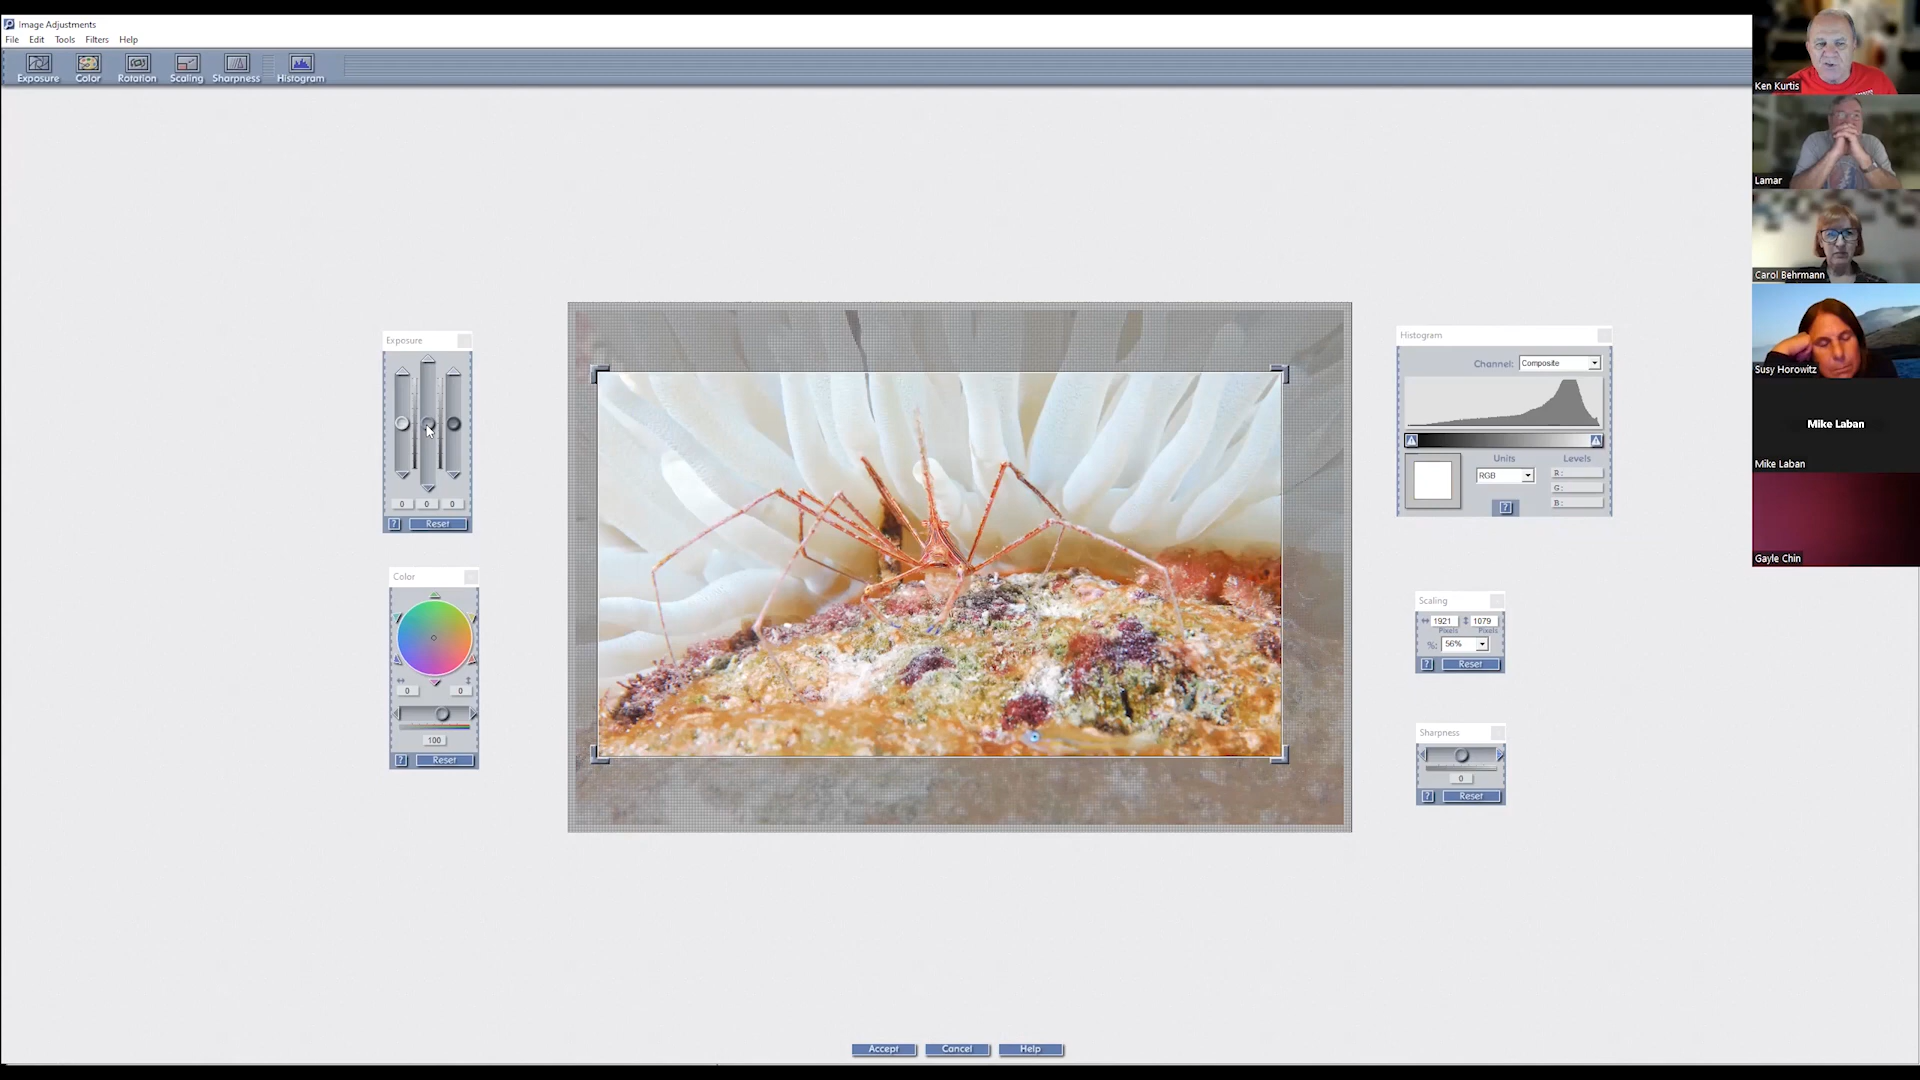 Image Adjustments
File Edit Tools Filters Help
Exposure Color Rotation Scaling Sharpness Histogram
Exposure
0 0 0
? Reset
Color
0 0
100
? Reset
Histogram
Channel: Composite
Units Levels
RGB R:
G:
? B:
Scaling
1921 1079
Pixels Pixels
%: 56%
? Reset
Sharpness
0
? Reset
Accept Cancel Help
Ken Kurtis
Lamar
Carol Behrmann
Susy Horowitz
Mike Laban
Mike Laban
Gayle Chin